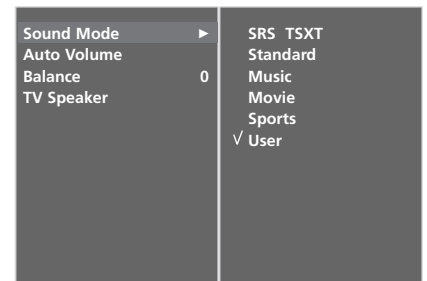 Sound Mode ►
Auto Volume
Balance 0
TV Speaker
SRS TSXT
Standard
Music
Movie
Sports
√ User